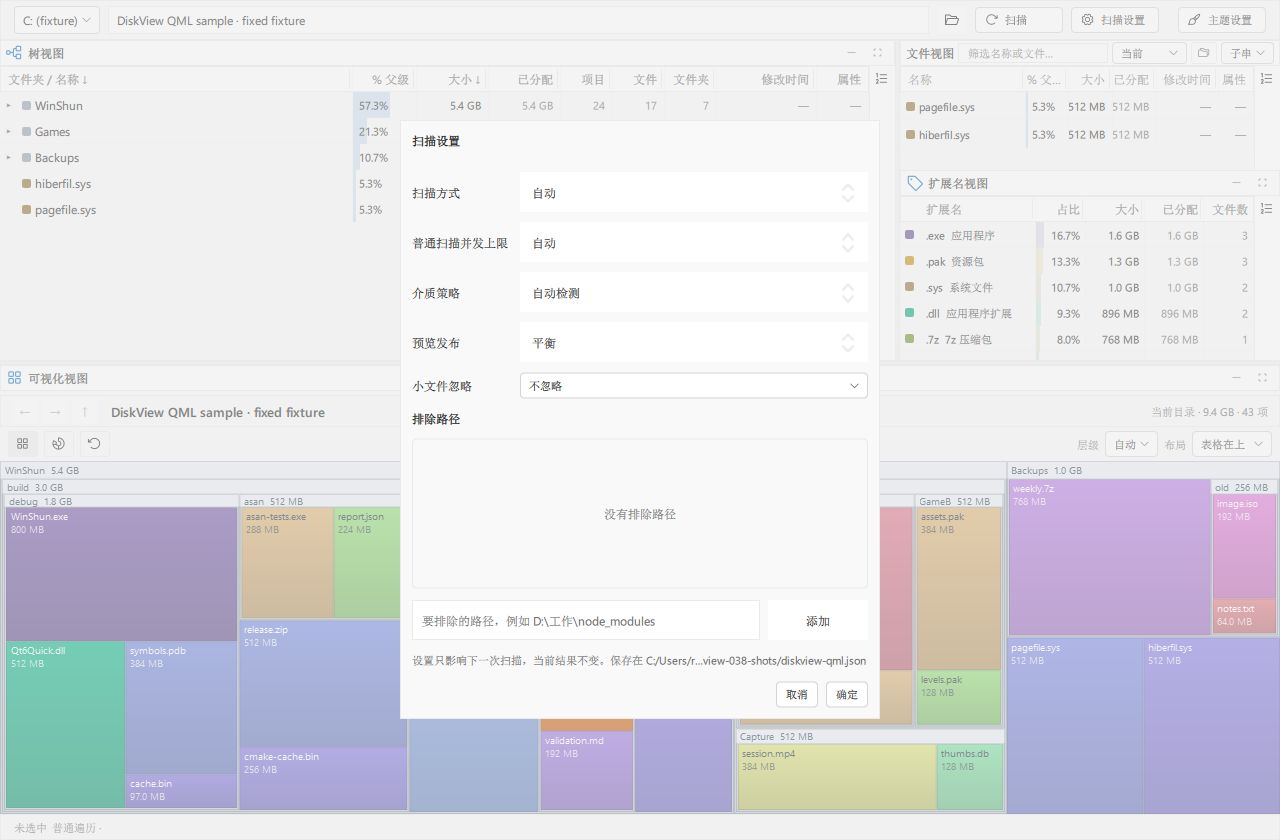 C: (fixture)
DiskView QML sample · fixed fixture
扫描
扫描设置
主题设置
树视图
文件夹 / 名称 ↓
% 父级
大小 ↓
已分配
项目
文件
文件夹
修改时间
属性
WinShun 57.3% 5.4 GB 5.4 GB 24 17 7 — —
Games 21.3%
Backups 10.7%
hiberfil.sys 5.3%
pagefile.sys 5.3%
文件视图
筛选名称或文件...
当前
子串
名称 % 父... 大小 已分配 修改时间 属性
pagefile.sys 5.3% 512 MB 512 MB — —
hiberfil.sys 5.3% 512 MB 512 MB — —
扩展名视图
扩展名 占比 大小 已分配 文件数
.exe 应用程序 16.7% 1.6 GB 1.6 GB 3
.pak 资源包 13.3% 1.3 GB 1.3 GB 3
.sys 系统文件 10.7% 1.0 GB 1.0 GB 2
.dll 应用程序扩展 9.3% 896 MB 896 MB 2
.7z 7z 压缩包 8.0% 768 MB 768 MB 1
扫描设置
扫描方式 自动
普通扫描并发上限 自动
介质策略 自动检测
预览发布 平衡
小文件忽略 不忽略
排除路径
没有排除路径
要排除的路径，例如 D:\工作\node_modules
添加
设置只影响下一次扫描，当前结果不变。保存在 C:/Users/r...view-038-shots/diskview-qml.json
取消
确定
可视化视图
← → ↑ DiskView QML sample · fixed fixture
当前目录 · 9.4 GB · 43 项
层级 自动 布局 表格在上
WinShun 5.4 GB
build 3.0 GB
debug 1.8 GB
WinShun.exe
800 MB
Qt6Quick.dll
512 MB
symbols.pdb
384 MB
cache.bin
97.0 MB
asan 512 MB
asan-tests.exe
288 MB
report.json
224 MB
release.zip
512 MB
cmake-cache.bin
256 MB
validation.md
192 MB
GameB 512 MB
assets.pak
384 MB
levels.pak
128 MB
Capture 512 MB
session.mp4
384 MB
thumbs.db
128 MB
Backups 1.0 GB
weekly.7z
768 MB
old 256 MB
image.iso
192 MB
notes.txt
64.0 MB
pagefile.sys
512 MB
hiberfil.sys
512 MB
未选中 普通遍历 ·